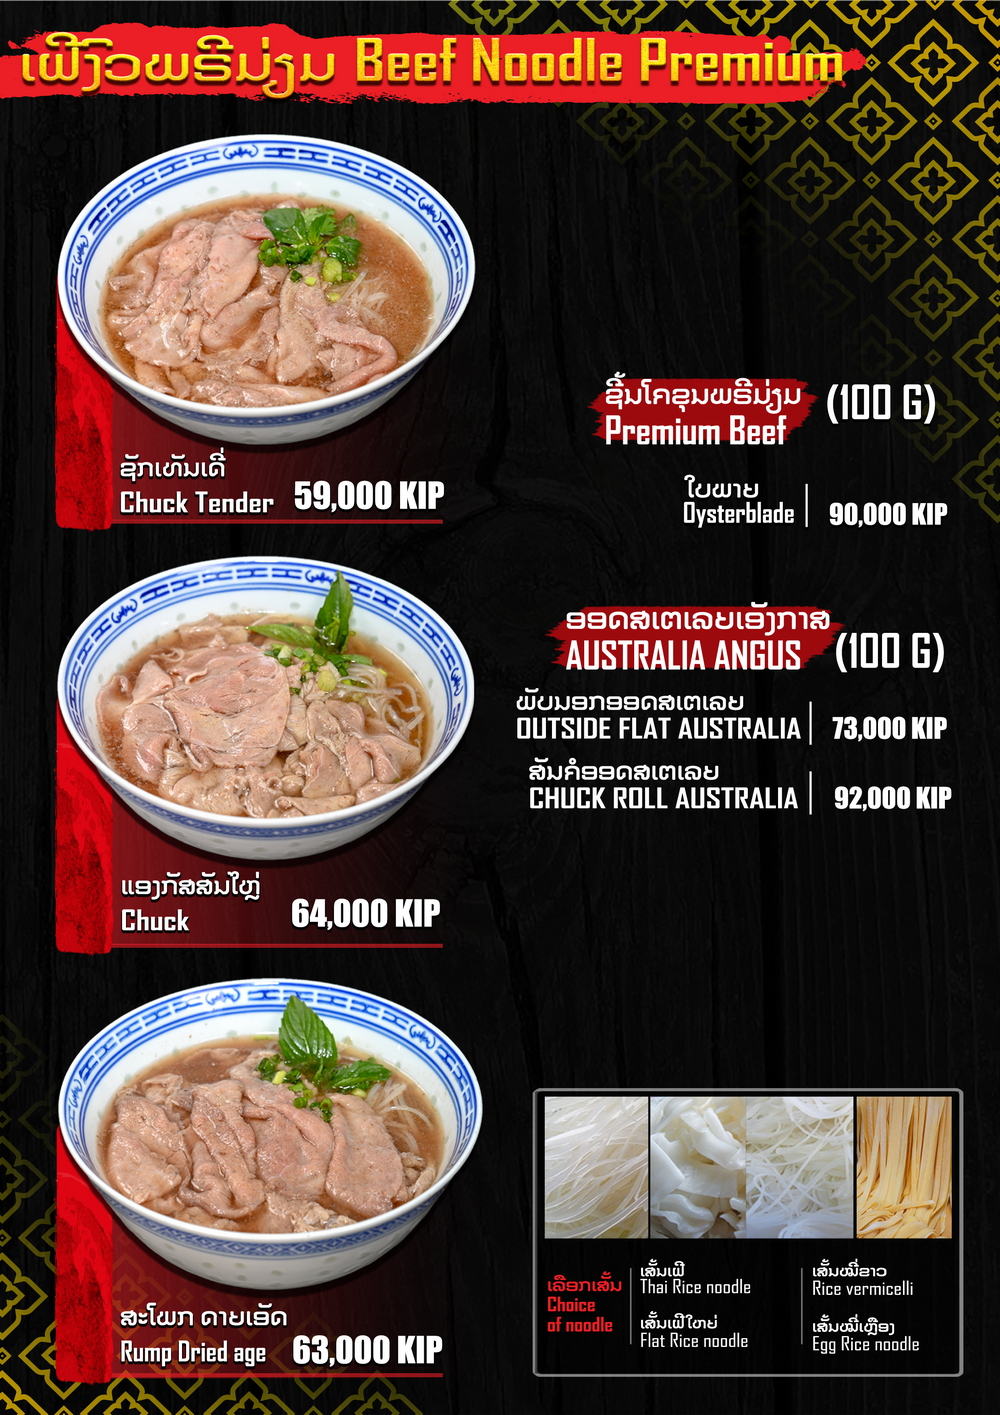 ເຝີງົວພຣີມ່ຽມ Beef Noodle Premium
ຊັກເທັນເດີ່
Chuck Tender 59,000 KIP
ຊີ້ນໂຄຂຸນພຣີມ່ຽມ (100 G)
Premium Beef
ໃບພາຍ
Oysterblade 90,000 KIP
ອອດສເຕເລຍເອັງກາສ
AUSTRALIA ANGUS (100 G)
ພັບນອກອອດສເຕເລຍ
OUTSIDE FLAT AUSTRALIA 73,000 KIP
ສັນຄໍອອດສເຕເລຍ
CHUCK ROLL AUSTRALIA 92,000 KIP
ແອງກັສສັນໄຫຼ່
Chuck 64,000 KIP
ສະໂພກ ດາຍເອັດ
Rump Dried age 63,000 KIP
ເລືອກເສັ້ນ
Choice
of noodle
ເສັ້ນເຝີ
Thai Rice noodle
ເສັ້ນເຝີໃຫຍ່
Flat Rice noodle
ເສັ້ນໝີ່ຂາວ
Rice vermicelli
ເສັ້ນໝີ່ເຫຼືອງ
Egg Rice noodle